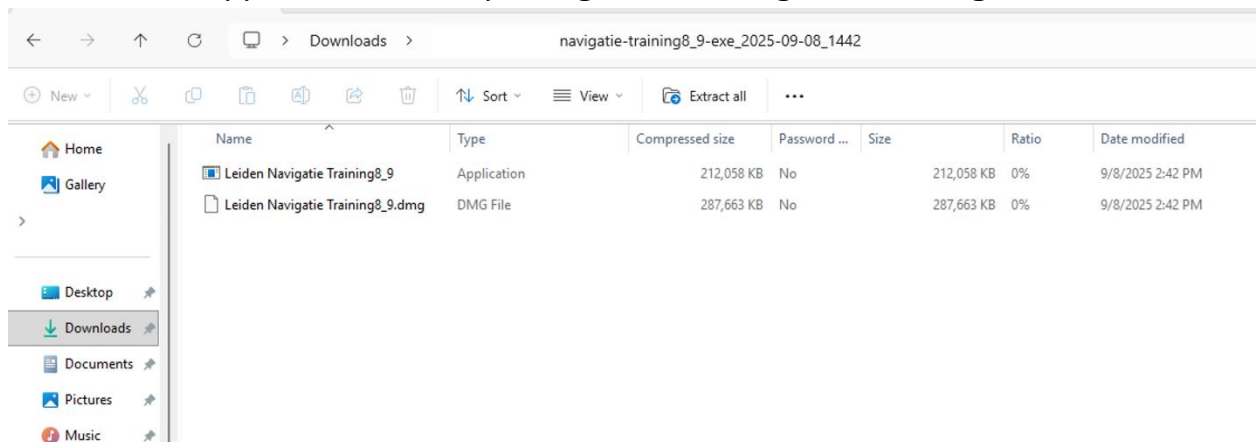 Downloads
navigatie-training8_9-exe_2025-09-08_1442
New
Sort
View
Extract all
Name Type Compressed size Password ... Size Ratio Date modified
Home
Gallery
Leiden Navigatie Training8_9 Application 212,058 KB No 212,058 KB 0% 9/8/2025 2:42 PM
Leiden Navigatie Training8_9.dmg DMG File 287,663 KB No 287,663 KB 0% 9/8/2025 2:42 PM
Desktop
Downloads
Documents
Pictures
Music